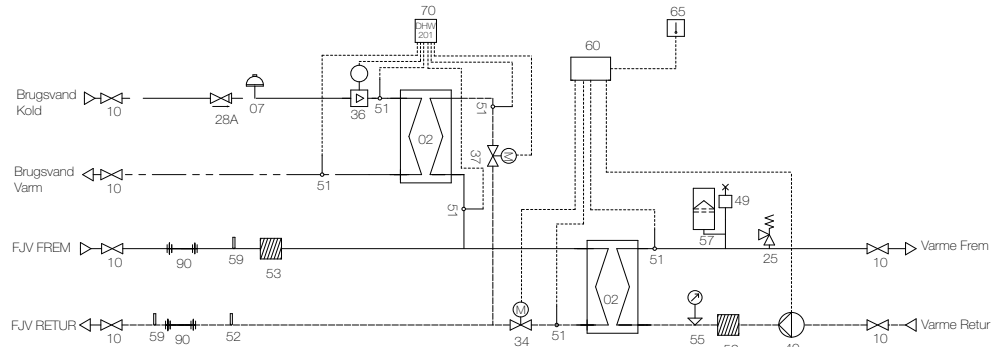 70
DHW
201
65
60
Brugsvand
Kold
10
28A
07
36
51
02
51
37
M
Brugsvand
Varm
10
51
51
49
57
25
FJV FREM
10
90
59
53
51
10
Varme Frem
02
M
FJV RETUR
10
59
90
52
34
51
55
10
Varme Retur